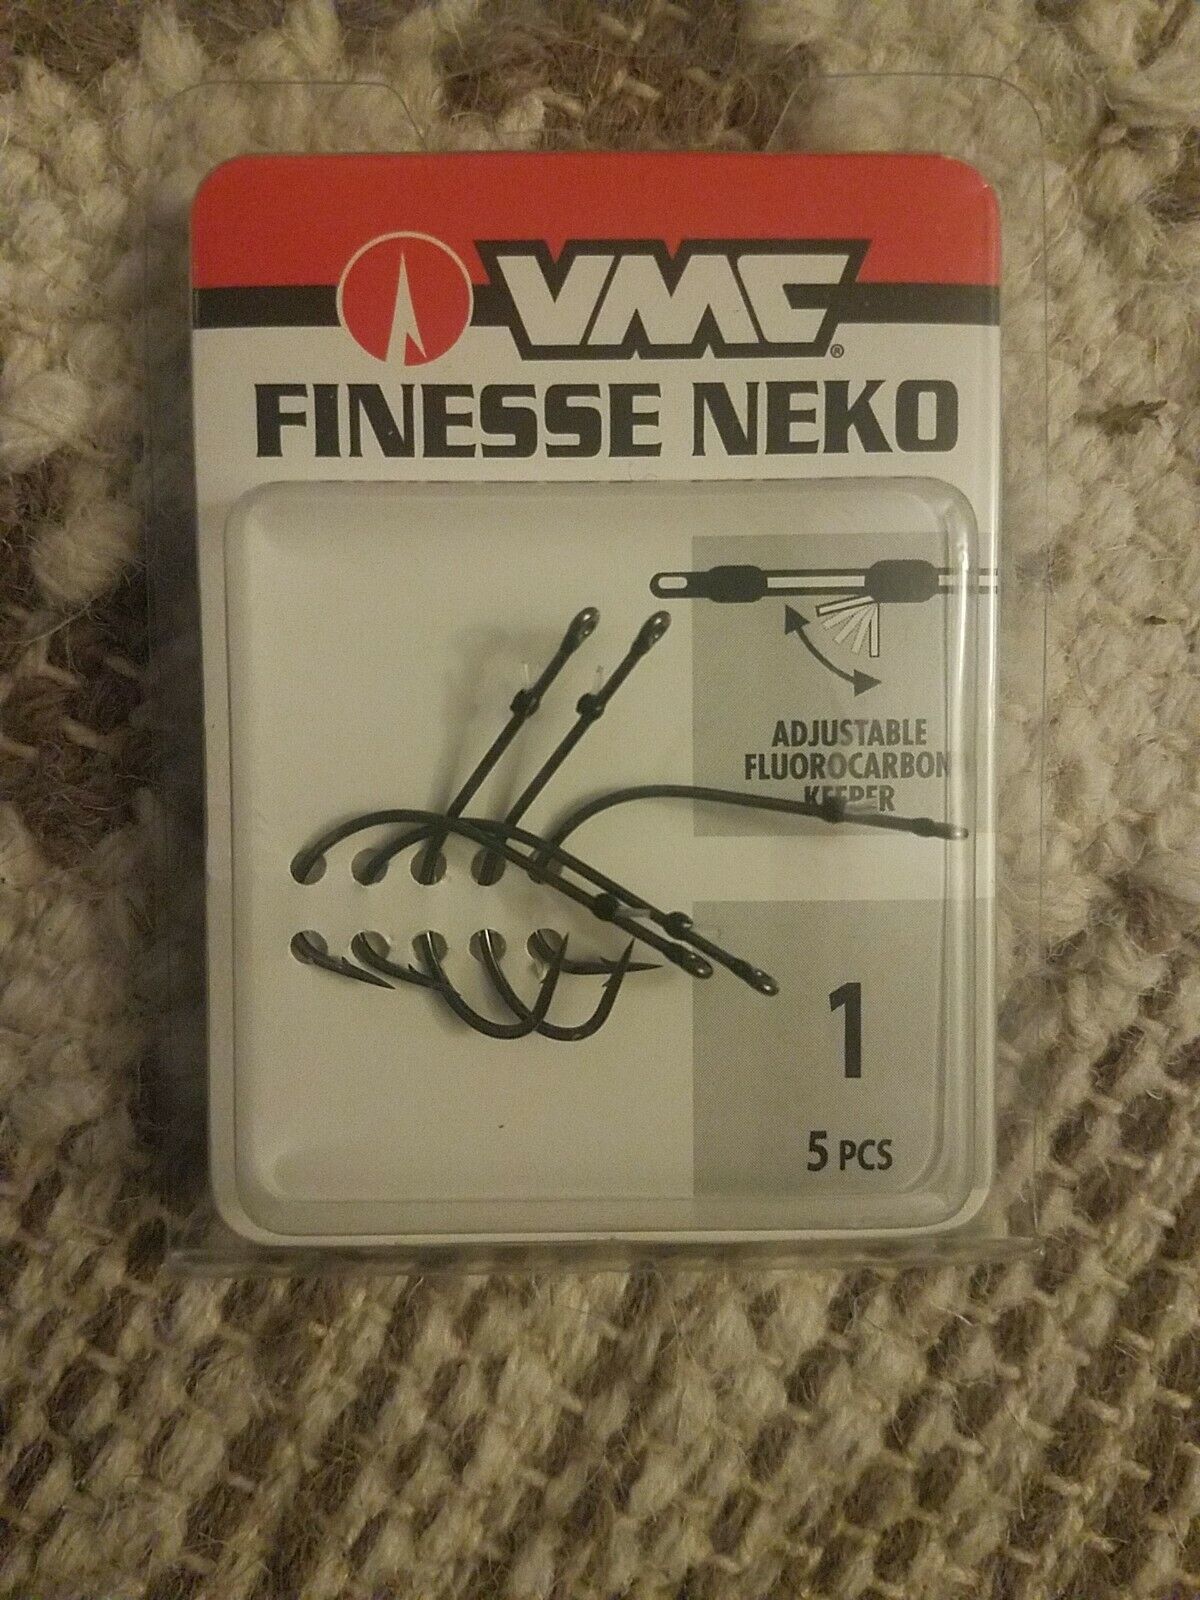 VMC®
FINESSE NEKO
ADJUSTABLE
FLUOROCARBON
KEEPER
1
5 PCS